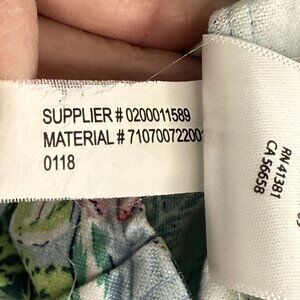 SUPPLIER # 0200011589
MATERIAL # 71070072200
0118
RN 41381
CA 56658